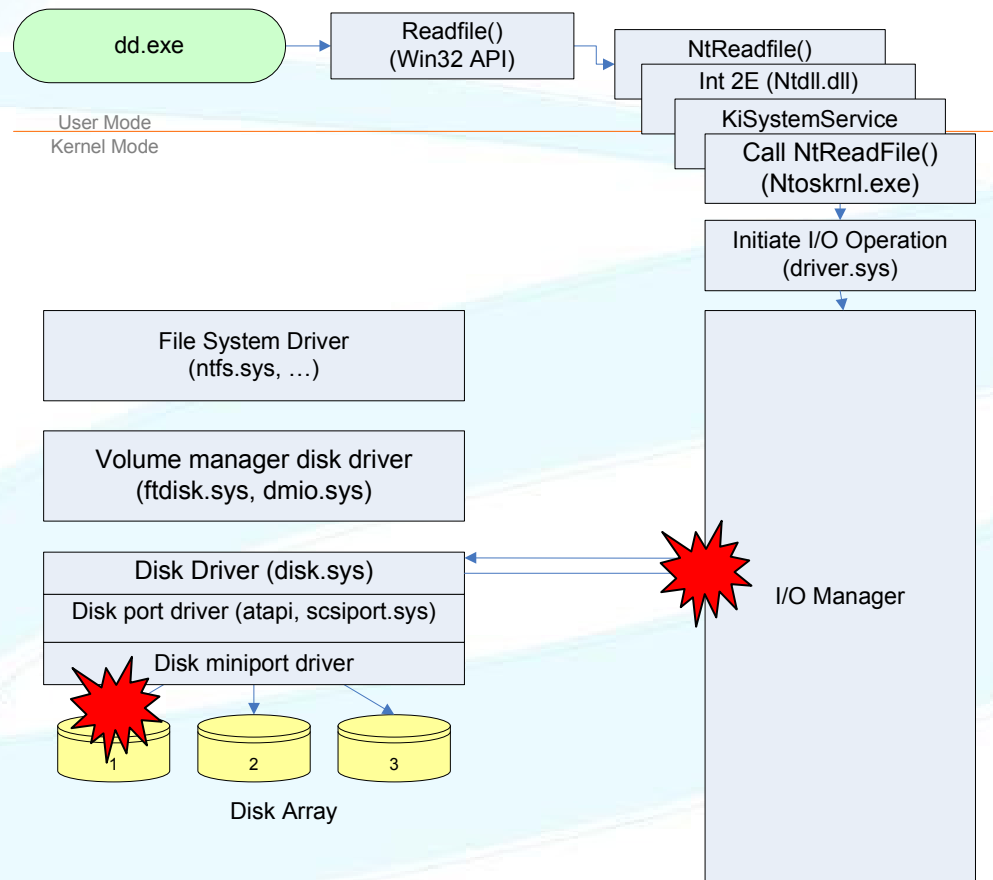 dd.exe
Readfile()
(Win32 API)
NtReadfile()
Int 2E (Ntdll.dll)
KiSystemService
Call NtReadFile()
(Ntoskrnl.exe)
User Mode
Kernel Mode
Initiate I/O Operation
(driver.sys)
File System Driver
(ntfs.sys, …)
Volume manager disk driver
(ftdisk.sys, dmio.sys)
Disk Driver (disk.sys)
Disk port driver (atapi, scsiport.sys)
Disk miniport driver
I/O Manager
1
2
3
Disk Array